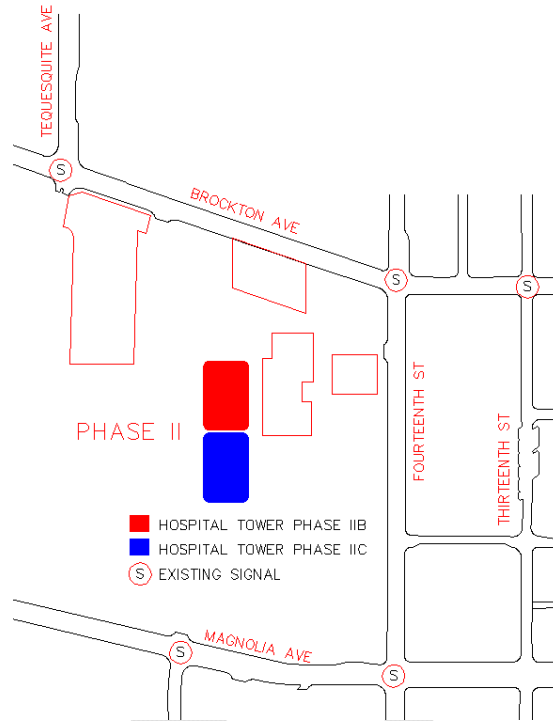 TEQUESQUITE AVE
S
BROCKTON AVE
S
S
PHASE II
FOURTEENTH ST
THIRTEENTH ST
HOSPITAL TOWER PHASE IIB
HOSPITAL TOWER PHASE IIC
S EXISTING SIGNAL
MAGNOLIA AVE
S
S